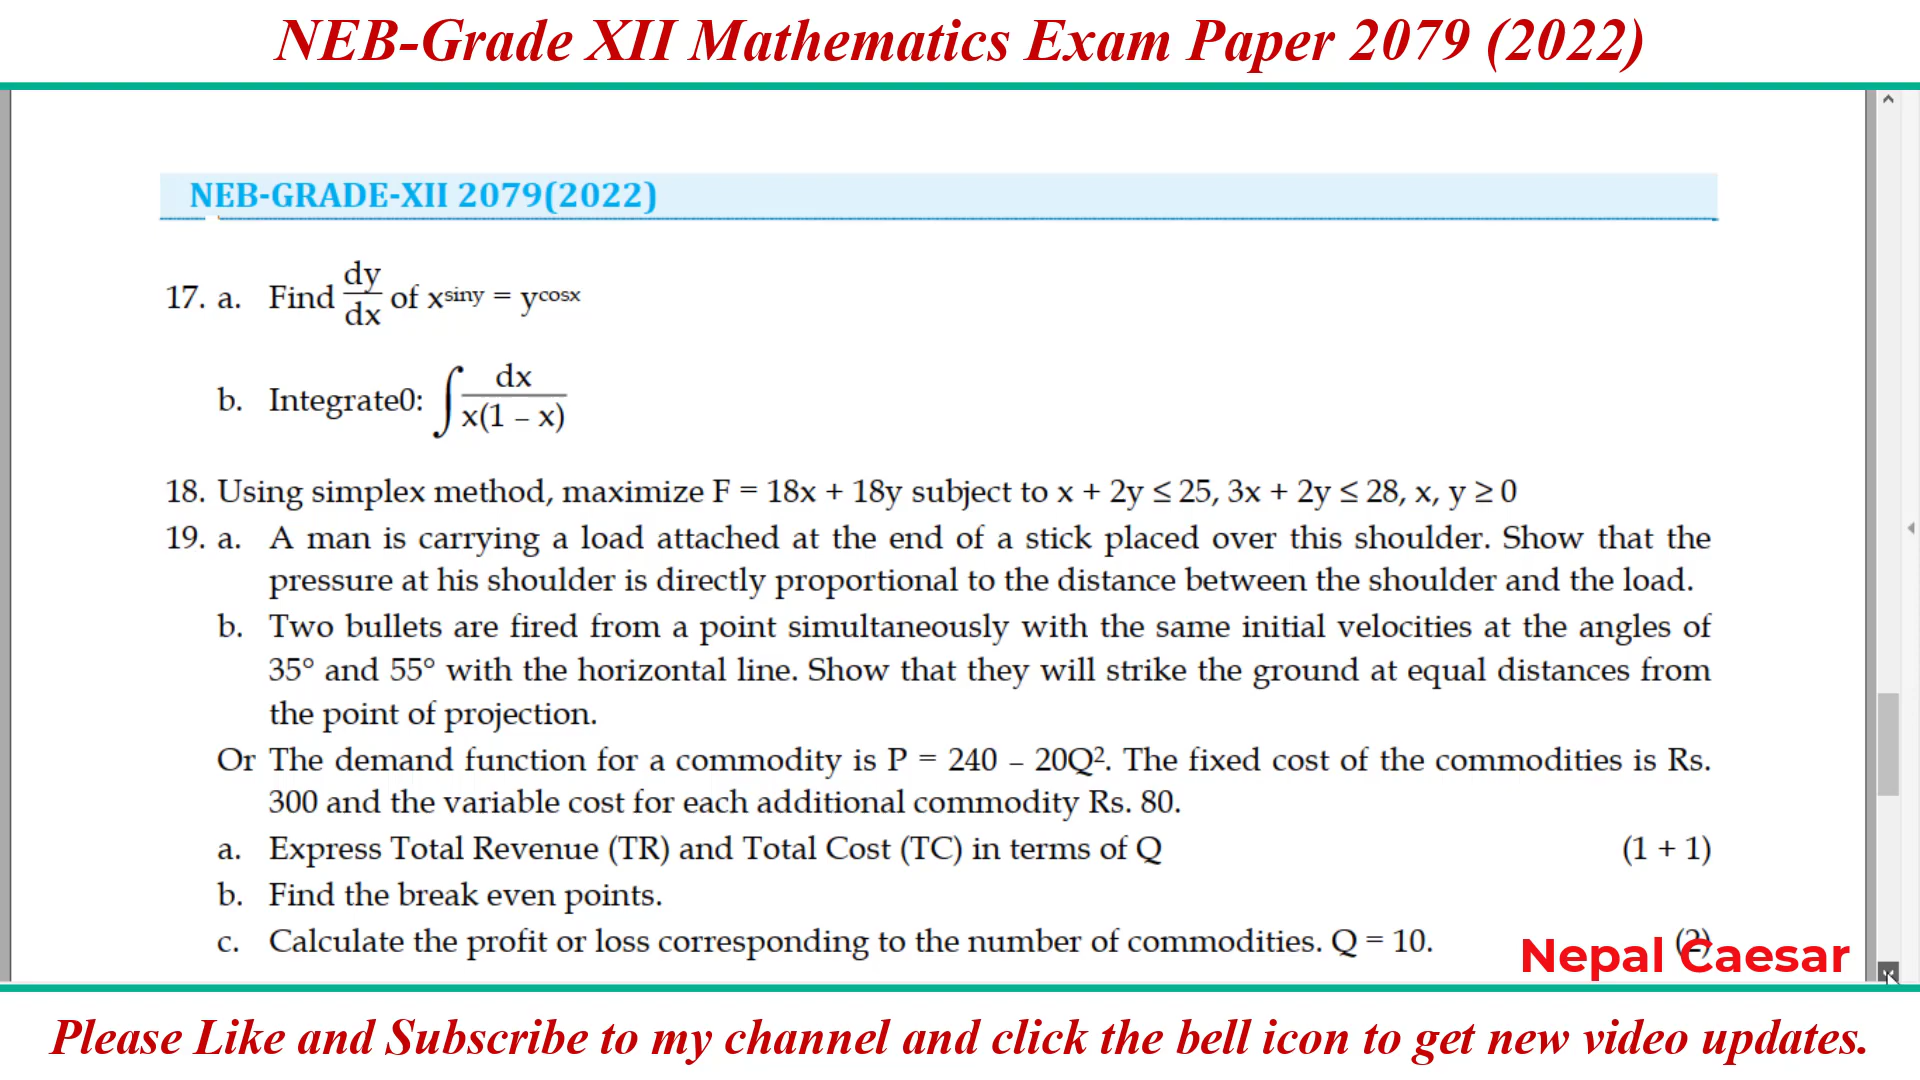 NEB-Grade XII Mathematics Exam Paper 2079 (2022)
NEB-GRADE-XII 2079(2022)
17. a. Find dy/dx of x^siny = y^cosx
b. Integrate0: ∫ dx/x(1 – x)
18. Using simplex method, maximize F = 18x + 18y subject to x + 2y ≤ 25, 3x + 2y ≤ 28, x, y ≥ 0
19. a. A man is carrying a load attached at the end of a stick placed over this shoulder. Show that the
pressure at his shoulder is directly proportional to the distance between the shoulder and the load.
b. Two bullets are fired from a point simultaneously with the same initial velocities at the angles of
35° and 55° with the horizontal line. Show that they will strike the ground at equal distances from
the point of projection.
Or The demand function for a commodity is P = 240 – 20Q². The fixed cost of the commodities is Rs.
300 and the variable cost for each additional commodity Rs. 80.
a. Express Total Revenue (TR) and Total Cost (TC) in terms of Q (1 + 1)
b. Find the break even points.
c. Calculate the profit or loss corresponding to the number of commodities. Q = 10. (2)
Nepal Caesar
Please Like and Subscribe to my channel and click the bell icon to get new video updates.